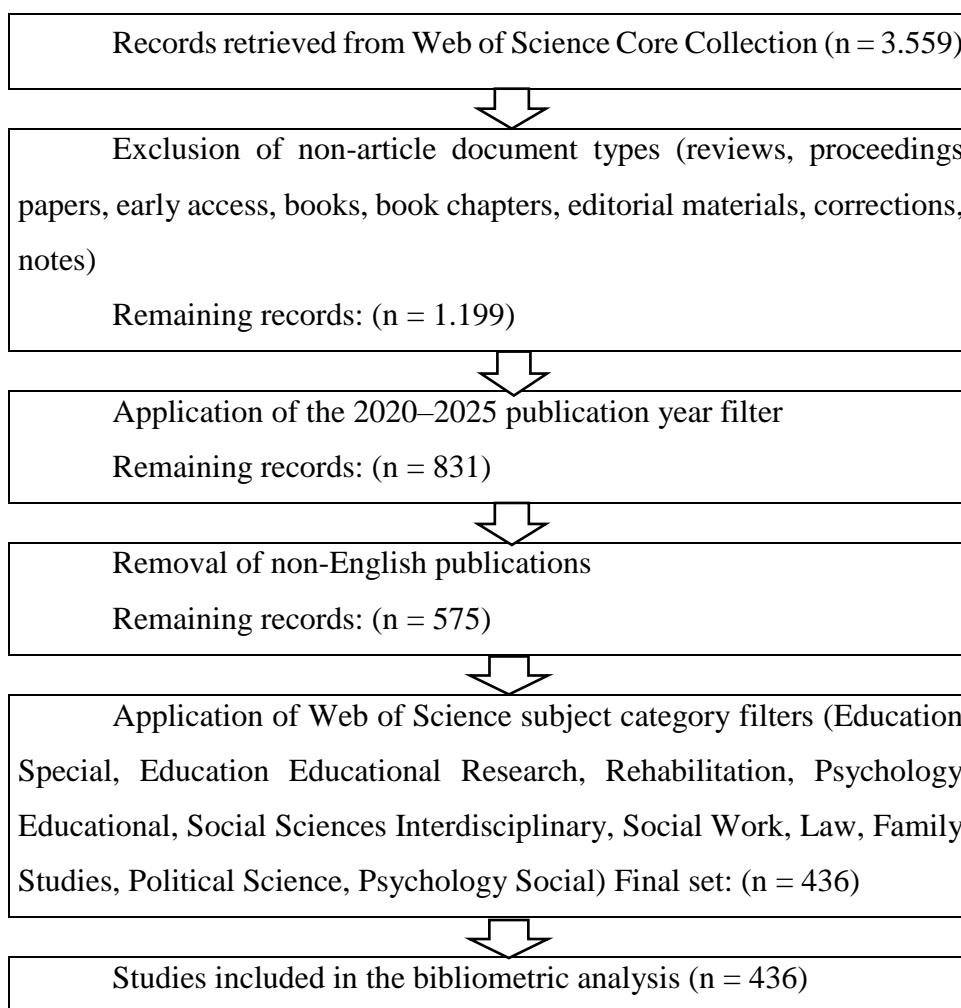 Records retrieved from Web of Science Core Collection (n = 3.559)
Exclusion of non-article document types (reviews, proceedings
papers, early access, books, book chapters, editorial materials, corrections,
notes)
Remaining records: (n = 1.199)
Application of the 2020–2025 publication year filter
Remaining records: (n = 831)
Removal of non-English publications
Remaining records: (n = 575)
Application of Web of Science subject category filters (Education
Special, Education Educational Research, Rehabilitation, Psychology
Educational, Social Sciences Interdisciplinary, Social Work, Law, Family
Studies, Political Science, Psychology Social) Final set: (n = 436)
Studies included in the bibliometric analysis (n = 436)